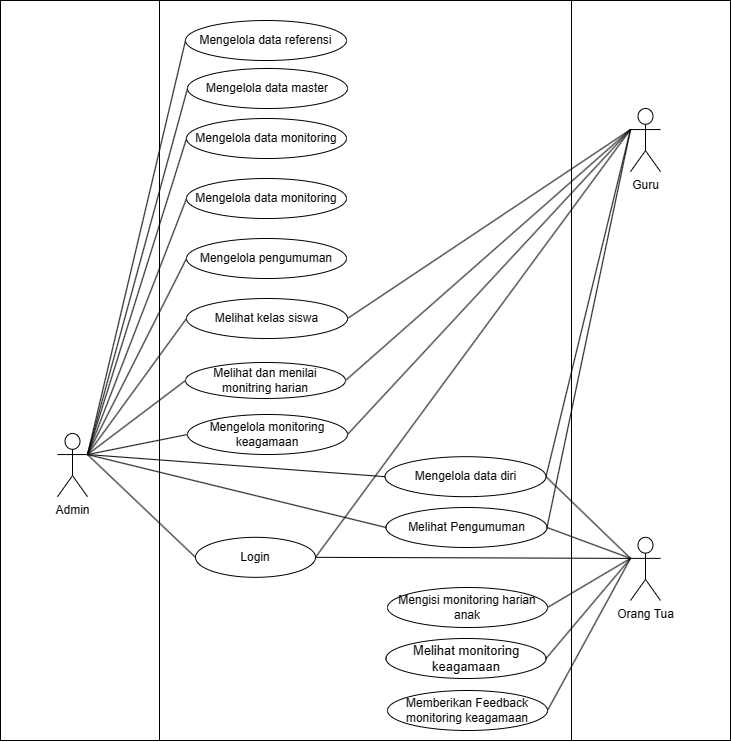 Mengelola data referensi
Mengelola data master
Mengelola data monitoring
Mengelola data monitoring
Mengelola pengumuman
Melihat kelas siswa
Melihat dan menilai
monitring harian
Mengelola monitoring
keagamaan
Guru
Admin
Mengelola data diri
Melihat Pengumuman
Login
Orang Tua
Mengisi monitoring harian
anak
Melihat monitoring
keagamaan
Memberikan Feedback
monitoring keagamaan